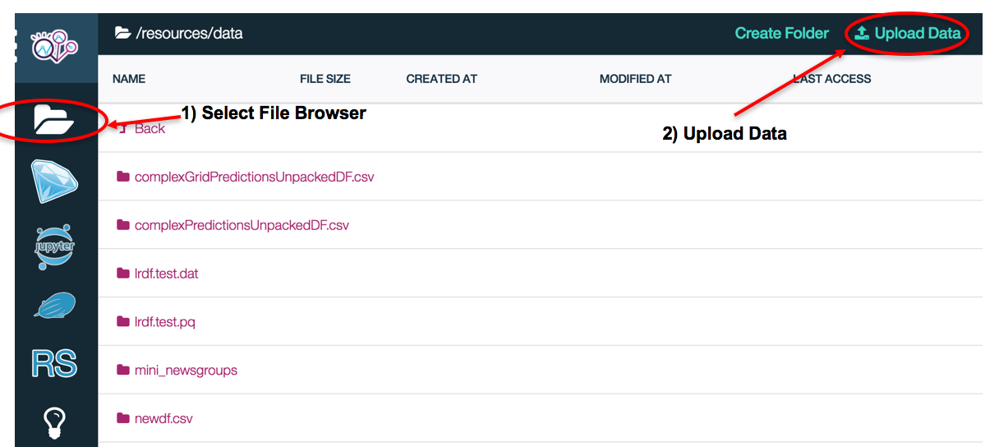 /resources/data
Create Folder
Upload Data
NAME
FILE SIZE
CREATED AT
MODIFIED AT
LAST ACCESS
1) Select File Browser
Back
2) Upload Data
complexGridPredictionsUnpackedDF.csv
complexPredictionsUnpackedDF.csv
jupyter
lrdf.test.dat
lrdf.test.pq
RS
mini_newsgroups
newdf.csv